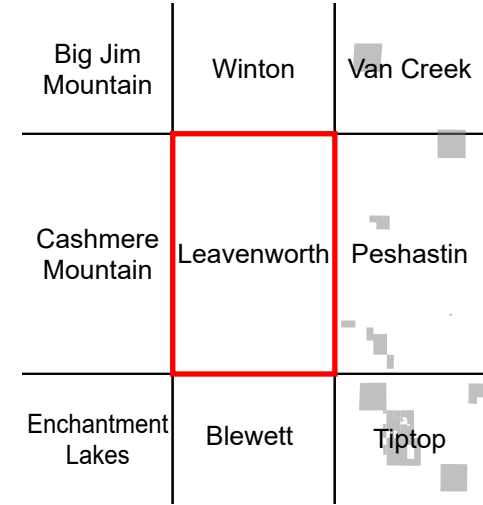 Big Jim
Mountain
Winton
Van Creek
Cashmere
Mountain
Leavenworth
Peshastin
Enchantment
Lakes
Blewett
Tiptop